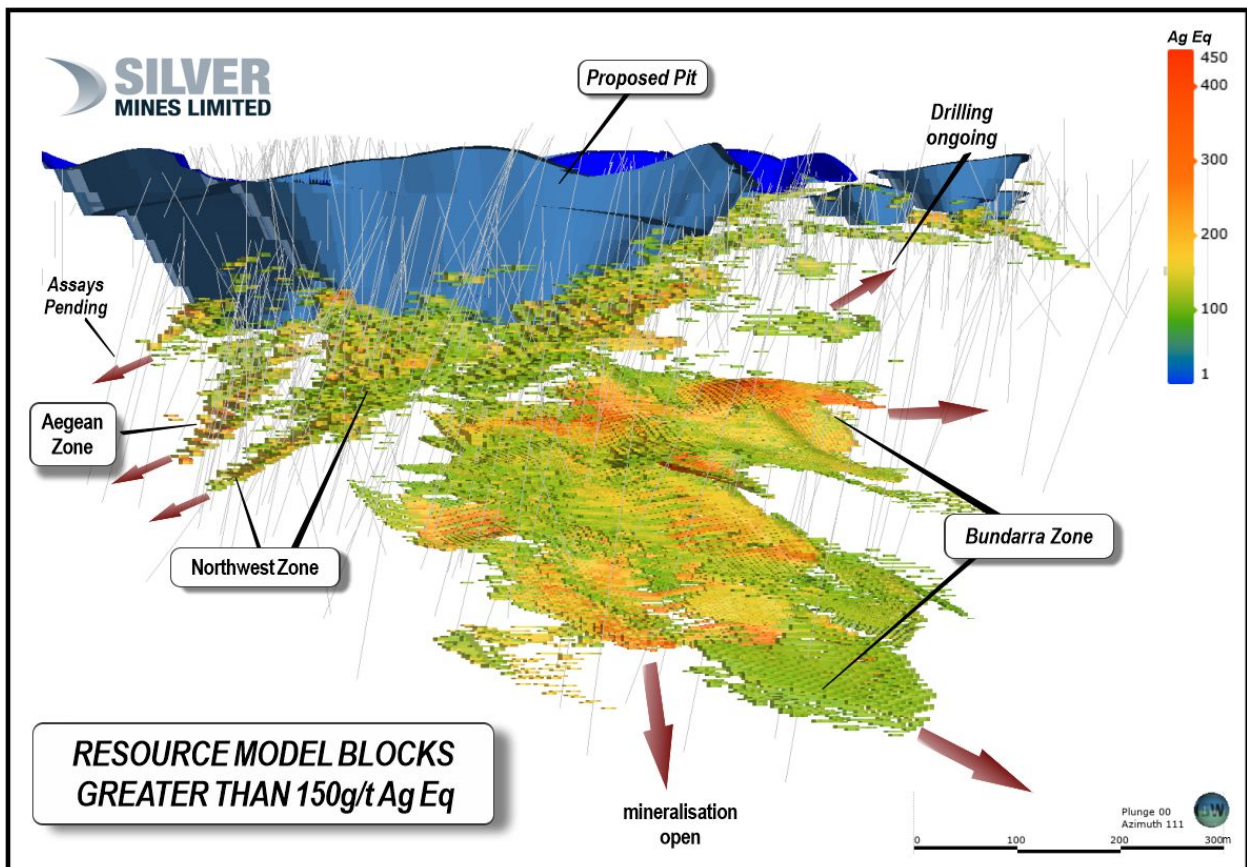 SILVER
MINES LIMITED
Proposed Pit
Ag Eq
450
400
300
200
100
1
Drilling
ongoing
Assays
Pending
Aegean
Zone
Northwest Zone
Bundarra Zone
RESOURCE MODEL BLOCKS
GREATER THAN 150g/t Ag Eq
mineralisation
open
Plunge 00
Azimuth 111
0 100 200 300m